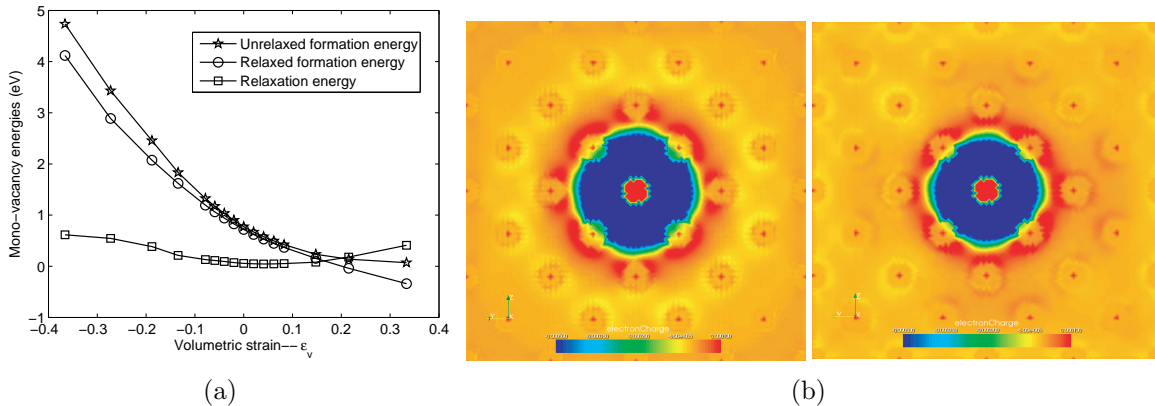 5
4
3
2
1
0
−1
−0.4 −0.3 −0.2 −0.1 0 0.1 0.2 0.3 0.4
Mono−vacancy energies (eV)
Volumetric strain−− ε_v
Unrelaxed formation energy
Relaxed formation energy
Relaxation energy
(a)
Z
Y X
electronCharge
Z
Y X
electronCharge
(b)